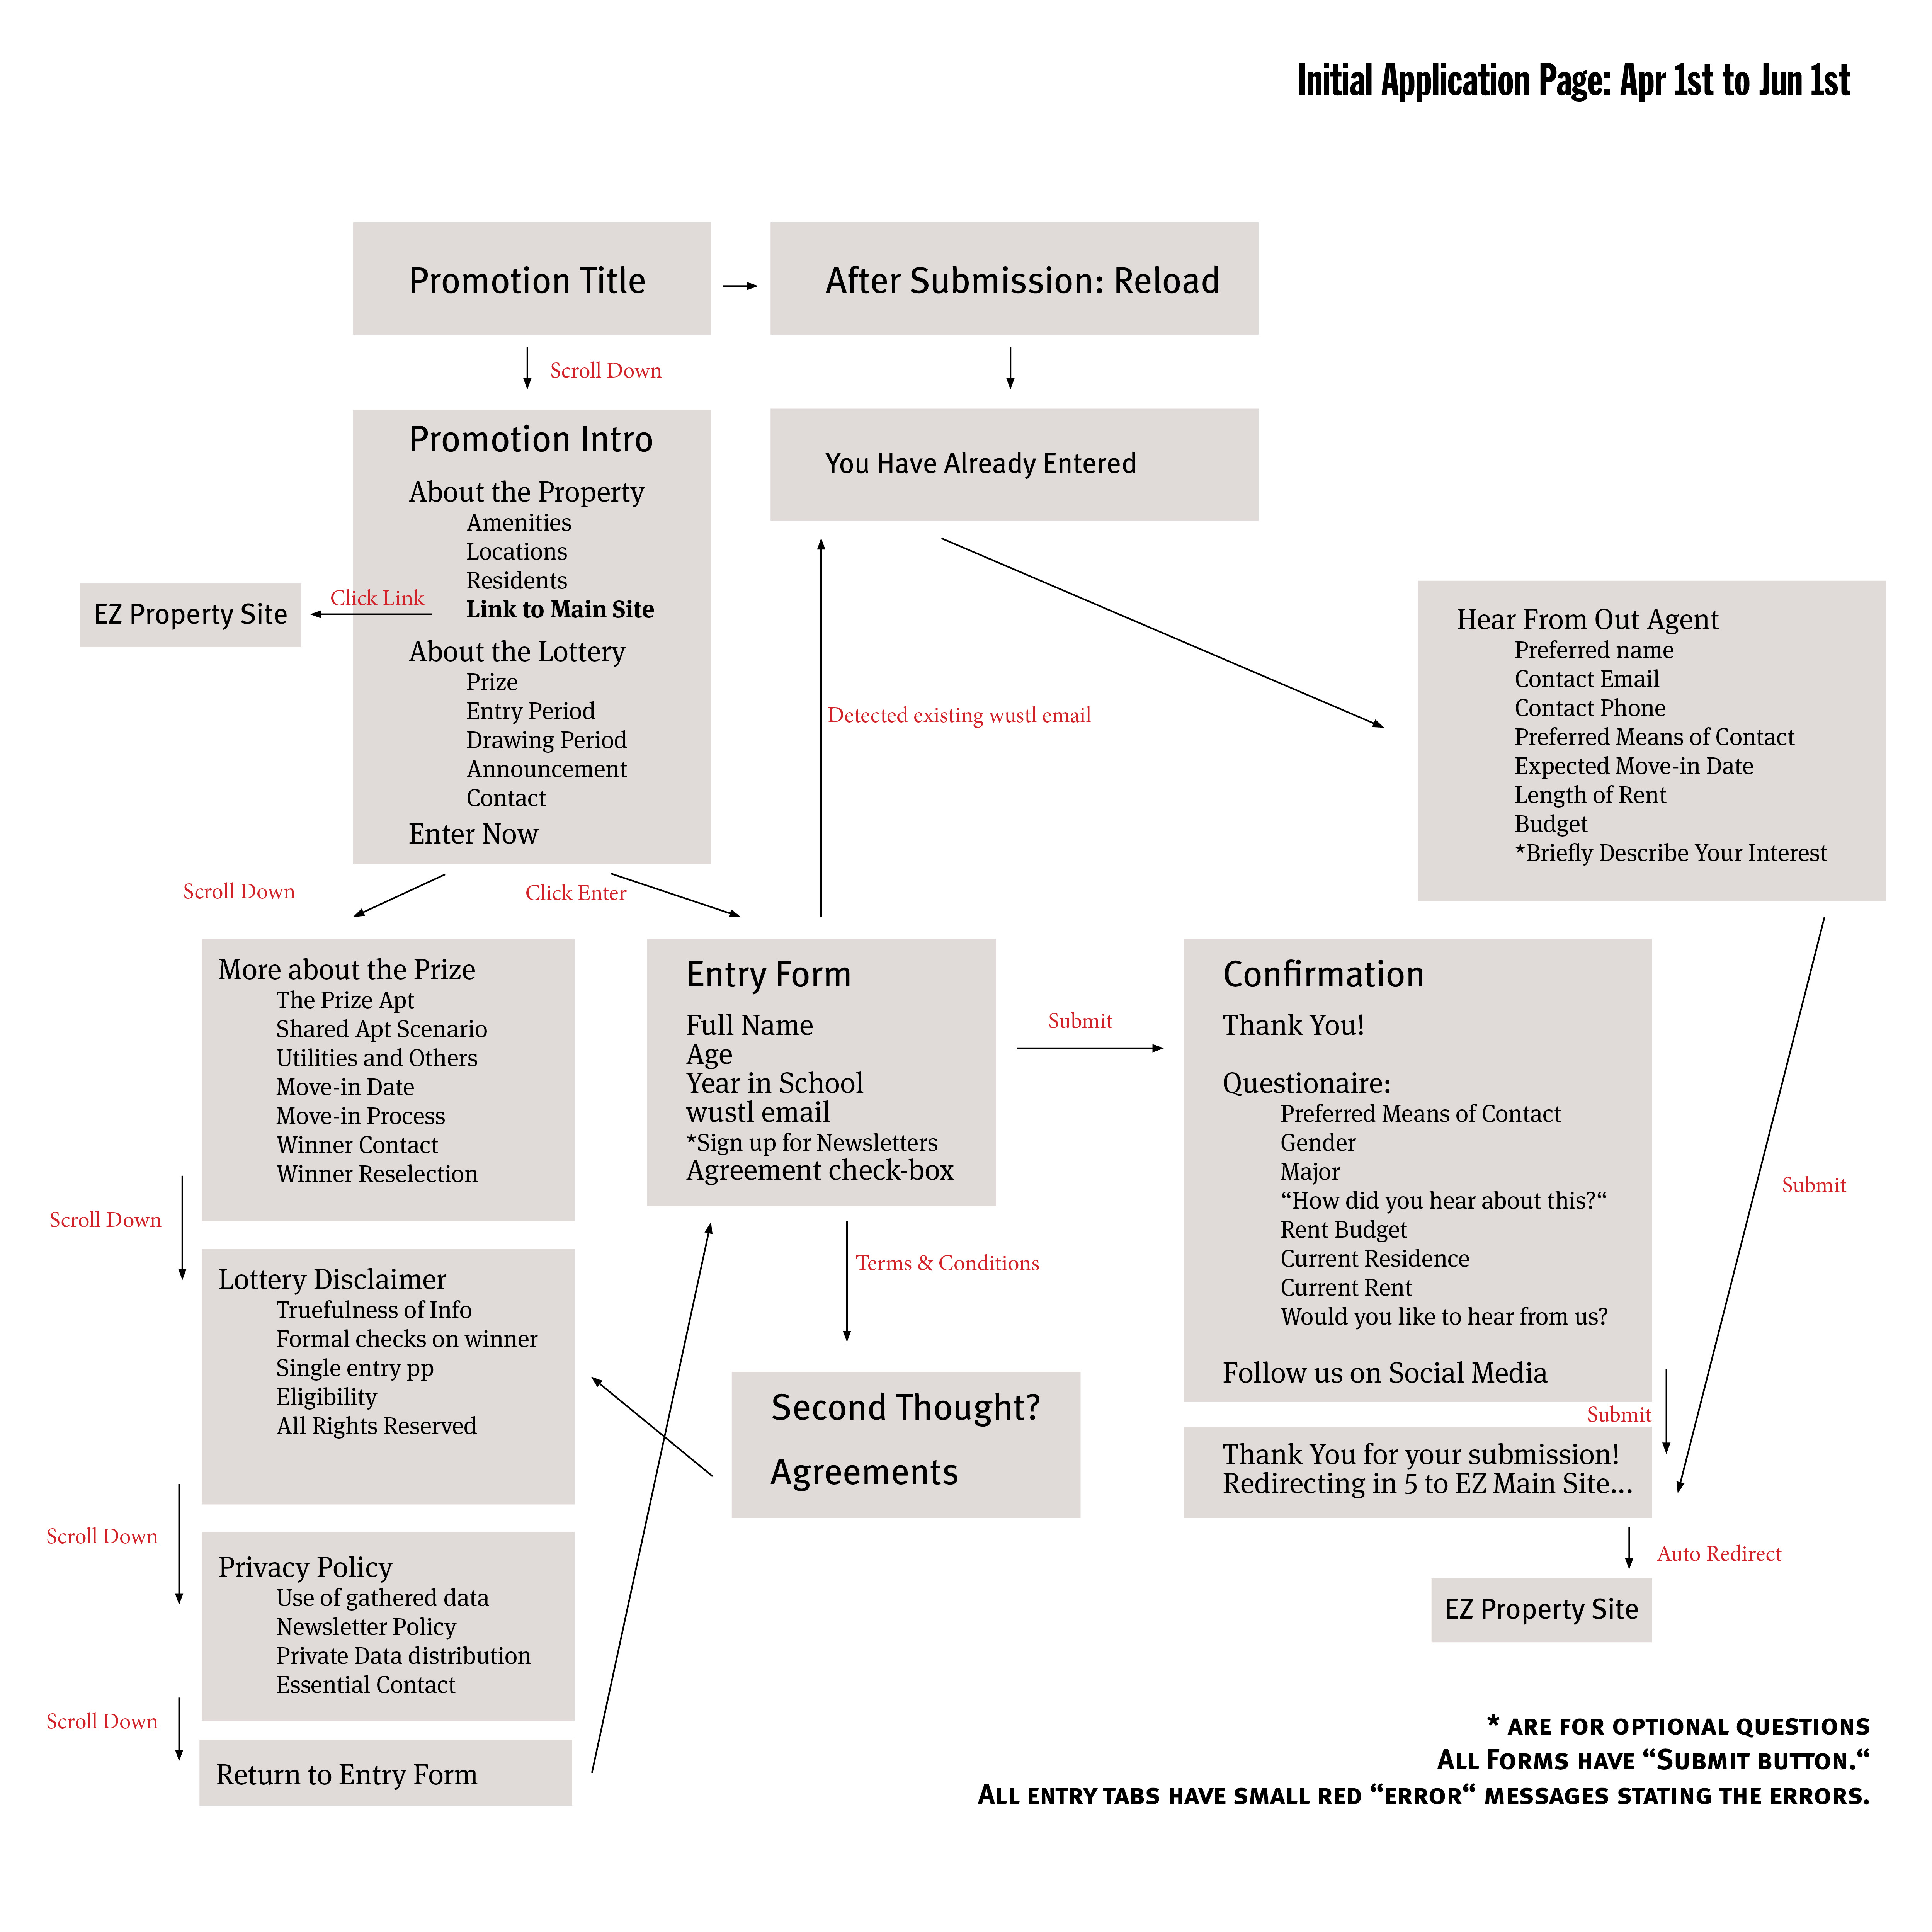 Initial Application Page: Apr 1st to Jun 1st
Promotion Title
After Submission: Reload
Scroll Down
Promotion Intro
About the Property
Amenities
Locations
Residents
Link to Main Site
About the Lottery
Prize
Entry Period
Drawing Period
Announcement
Contact
Enter Now
You Have Already Entered
Click Link
EZ Property Site
Detected existing wustl email
Hear From Out Agent
Preferred name
Contact Email
Contact Phone
Preferred Means of Contact
Expected Move-in Date
Length of Rent
Budget
*Briefly Describe Your Interest
Scroll Down
Click Enter
More about the Prize
The Prize Apt
Shared Apt Scenario
Utilities and Others
Move-in Date
Move-in Process
Winner Contact
Winner Reselection
Entry Form
Full Name
Age
Year in School
wustl email
*Sign up for Newsletters
Agreement check-box
Submit
Confirmation
Thank You!
Questionaire:
Preferred Means of Contact
Gender
Major
“How did you hear about this?“
Rent Budget
Current Residence
Current Rent
Would you like to hear from us?
Follow us on Social Media
Submit
Scroll Down
Terms & Conditions
Lottery Disclaimer
Truefulness of Info
Formal checks on winner
Single entry pp
Eligibility
All Rights Reserved
Second Thought?
Agreements
Submit
Thank You for your submission!
Redirecting in 5 to EZ Main Site...
Scroll Down
Auto Redirect
EZ Property Site
Privacy Policy
Use of gathered data
Newsletter Policy
Private Data distribution
Essential Contact
Scroll Down
Return to Entry Form
* ARE FOR OPTIONAL QUESTIONS
ALL FORMS HAVE “SUBMIT BUTTON.“
ALL ENTRY TABS HAVE SMALL RED “ERROR“ MESSAGES STATING THE ERRORS.